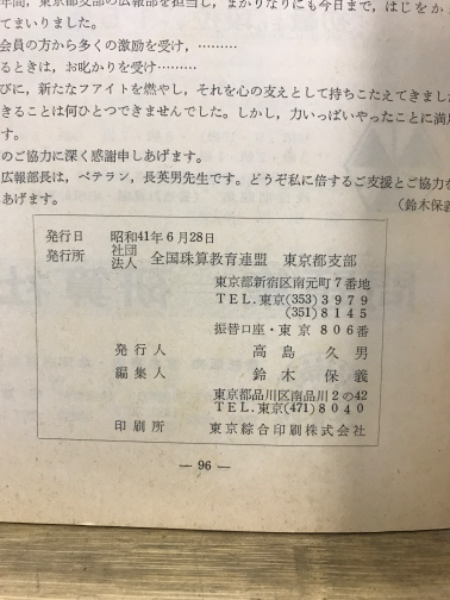 年間，東京都支部の広報部を担当し，まがりなりにも今日まで，はじをか
てまいりました。
会員の方から多くの激励を受け，………
るときは，お叱かりを受け………
びに，新たなファイトを燃やし，それを心の支えとして持ちこたえてきました
きることは何ひとつできませんでした。しかし，力いっぱいやったことに満足
す。
のご協力に深く感謝申しあげます。
広報部長は，ベテラン，長英男先生です。どうぞ私に倍するご支援とご協力を
あげます。
（鈴木保義
発行日　昭和41年6月28日
発行所　社団法人　全国珠算教育連盟　東京都支部
東京都新宿区南元町7番地
TEL.東京(353)3979
(351)8145
振替口座・東京 806番
発行人　高島久男
編集人　鈴木保義
東京都品川区南品川2の42
TEL.東京(471)8040
印刷所　東京綜合印刷株式会社
— 96 —